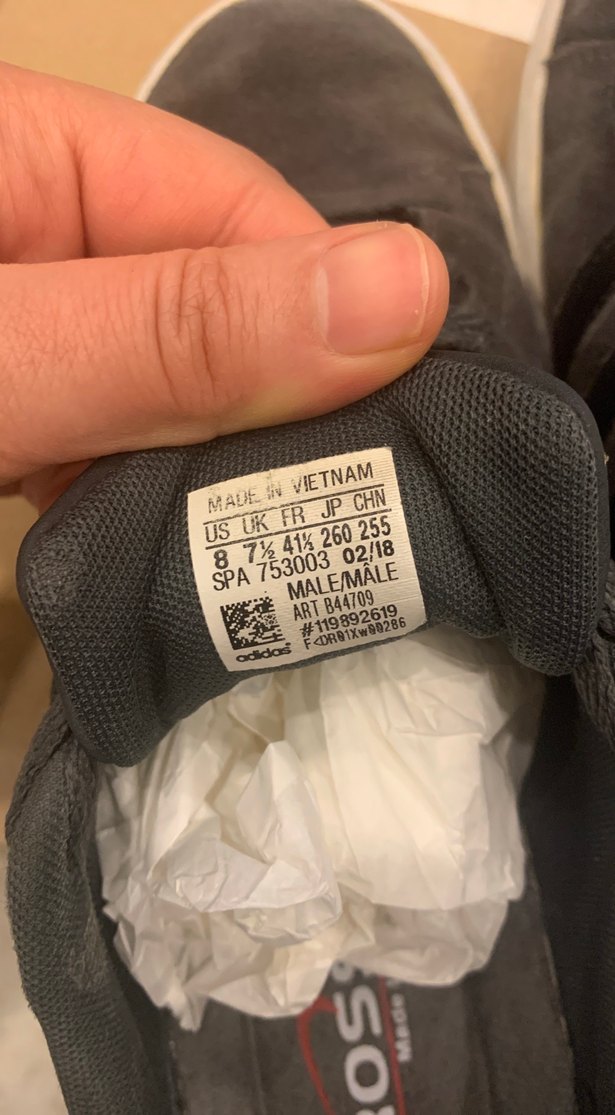 MADE IN VIETNAM
US UK FR JP CHN
8 7½ 41⅓ 260 255
SPA 753003 02/18
MALE/MÂLE
ART B44709
#119892619
F<DR01Xw00286
adidas
Made